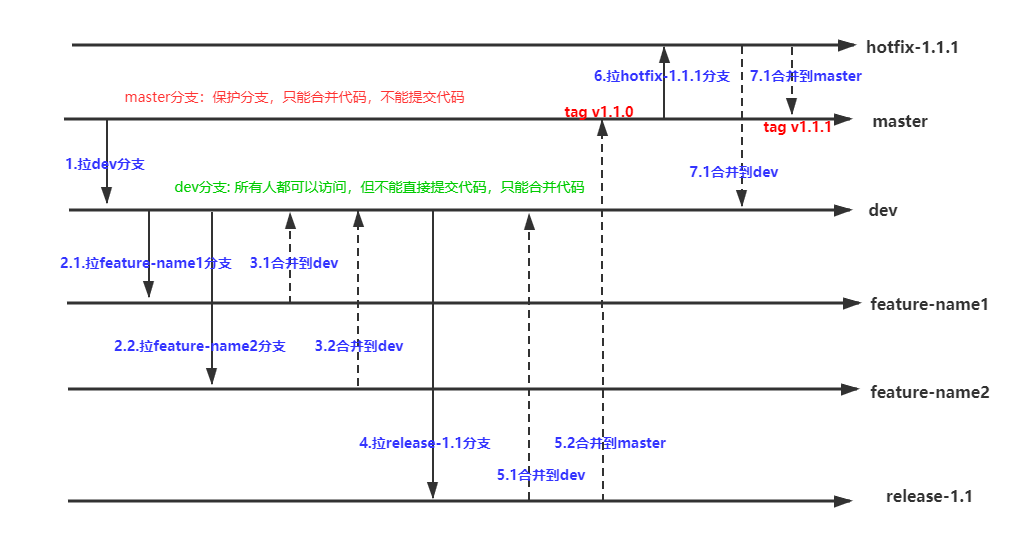 hotfix-1.1.1
6.拉hotfix-1.1.1分支
7.1合并到master
master分支：保护分支，只能合并代码，不能提交代码
tag v1.1.0
master
tag v1.1.1
1.拉dev分支
7.1合并到dev
dev分支: 所有人都可以访问，但不能直接提交代码，只能合并代码
dev
2.1.拉feature-name1分支
3.1合并到dev
feature-name1
2.2.拉feature-name2分支
3.2合并到dev
feature-name2
4.拉release-1.1分支
5.2合并到master
5.1合并到dev
release-1.1